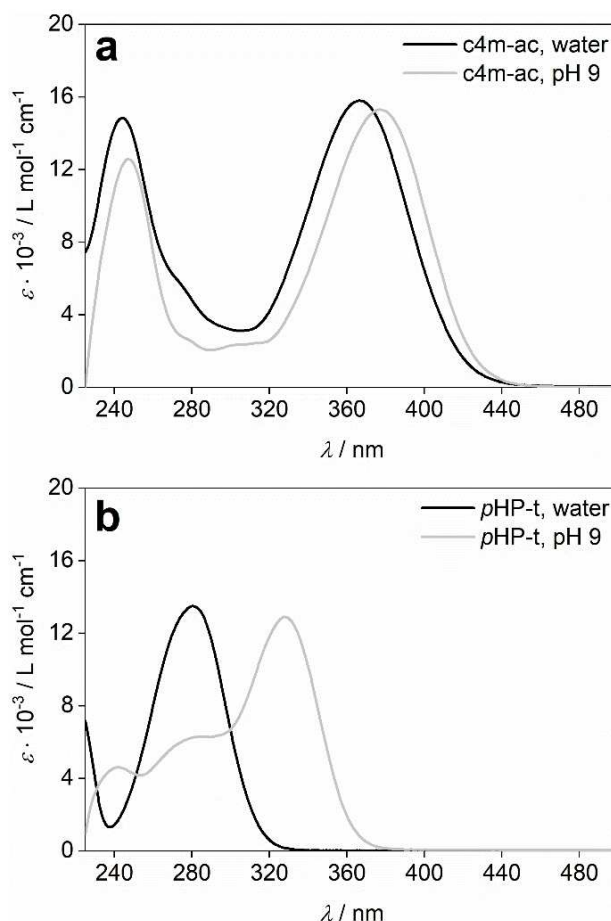 a
c4m-ac, water
c4m-ac, pH 9
20
16
12
8
4
0
ε · 10⁻³ / L mol⁻¹ cm⁻¹
240 280 320 360 400 440 480
λ / nm
b
pHP-t, water
pHP-t, pH 9
20
16
12
8
4
0
ε · 10⁻³ / L mol⁻¹ cm⁻¹
240 280 320 360 400 440 480
λ / nm